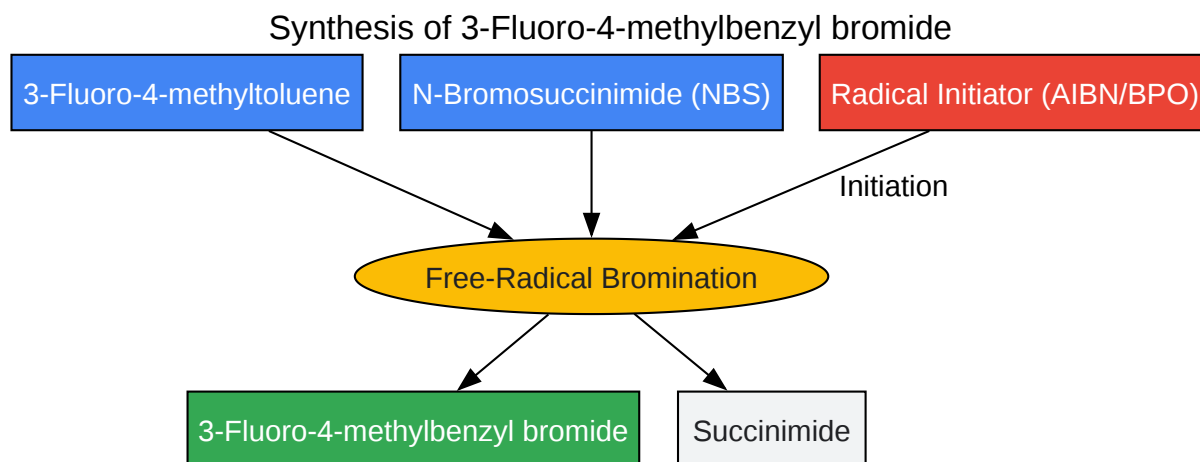 Synthesis of 3-Fluoro-4-methylbenzyl bromide
3-Fluoro-4-methyltoluene
N-Bromosuccinimide (NBS)
Radical Initiator (AIBN/BPO)
Initiation
Free-Radical Bromination
3-Fluoro-4-methylbenzyl bromide
Succinimide